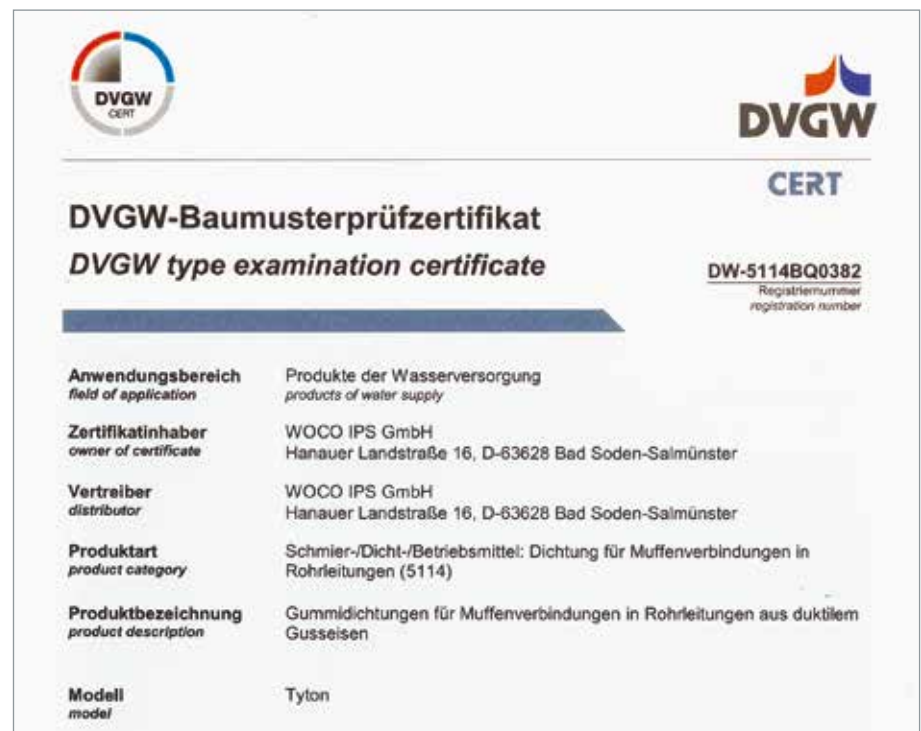 DVGW
CERT
DVGW
CERT
DVGW-Baumusterprüfzertifikat
DVGW type examination certificate
DW-5114BQ0382
Registriernummer
registration number
Anwendungsbereich
field of application
Produkte der Wasserversorgung
products of water supply
Zertifikatinhaber
owner of certificate
WOCO IPS GmbH
Hanauer Landstraße 16, D-63628 Bad Soden-Salmünster
Vertreiber
distributor
WOCO IPS GmbH
Hanauer Landstraße 16, D-63628 Bad Soden-Salmünster
Produktart
product category
Schmier-/Dicht-/Betriebsmittel: Dichtung für Muffenverbindungen in
Rohrleitungen (5114)
Produktbezeichnung
product description
Gummidichtungen für Muffenverbindungen in Rohrleitungen aus duktilem
Gusseisen
Modell
model
Tyton